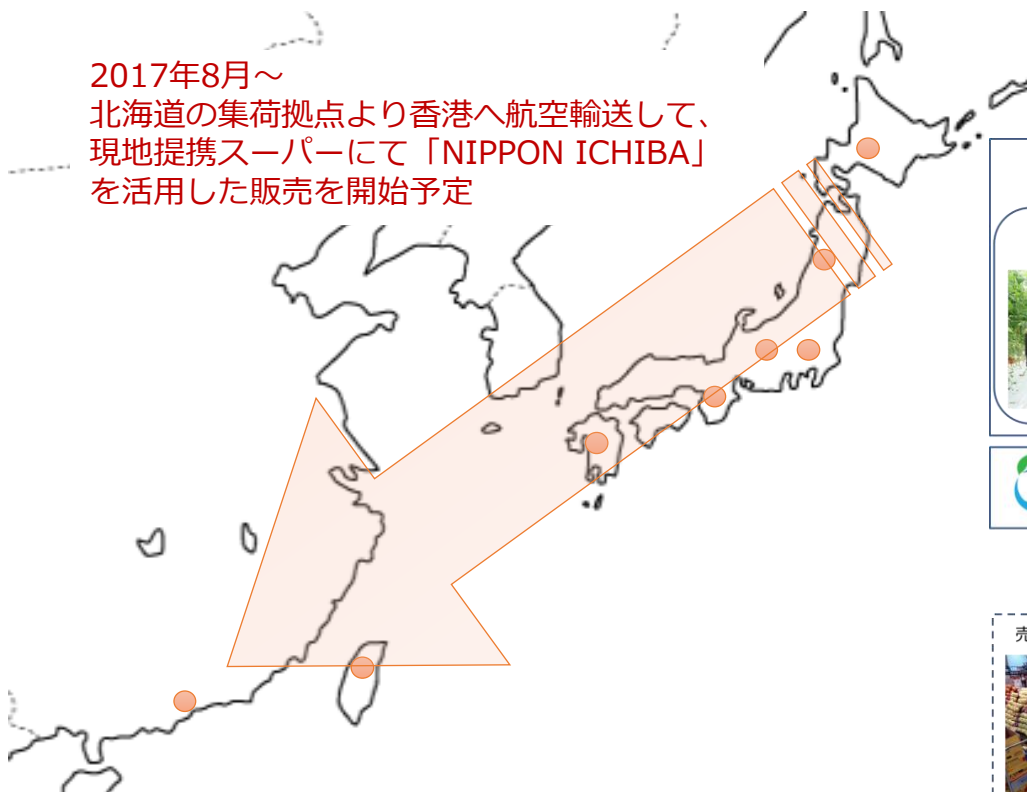 2017年8月～
北海道の集荷拠点より香港へ航空輸送して、
現地提携スーパーにて「NIPPON ICHIBA」
を活用した販売を開始予定
売